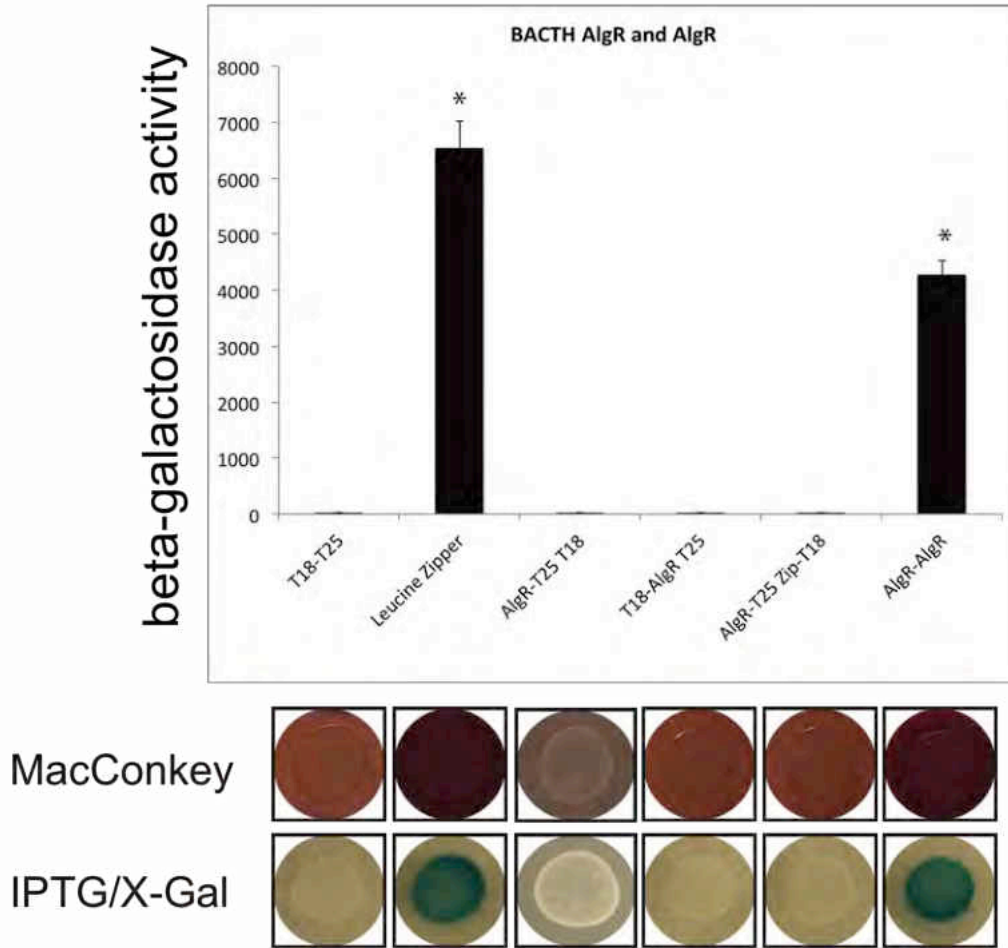 BACTH AlgR and AlgR
beta-galactosidase activity
8000
7000
6000
5000
4000
3000
2000
1000
0
*
*
T18-T25
Leucine Zipper
AlgR-T25 T18
T18-AlgR T25
AlgR-T25 Zip-T18
AlgR-AlgR
MacConkey
IPTG/X-Gal